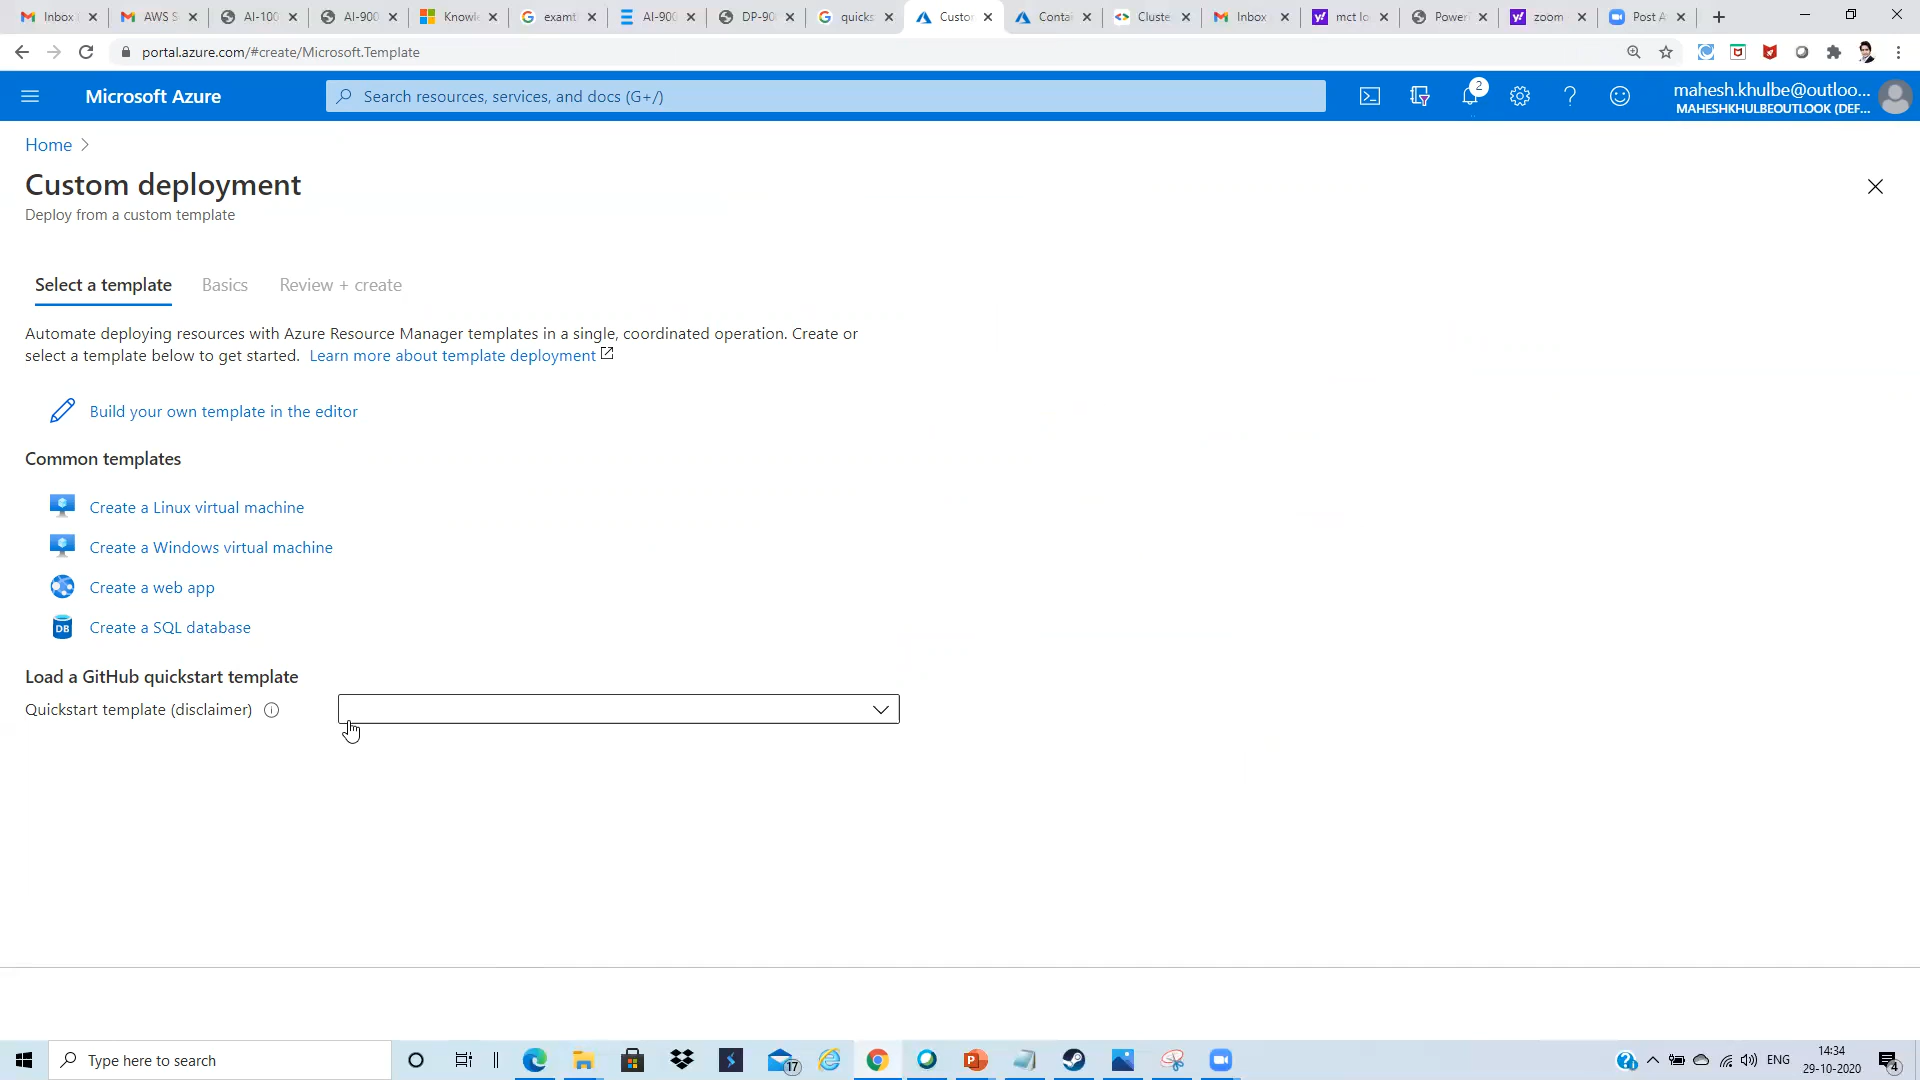 Inbox
AWS S
AI-100
AI-900
Knowle
examt
AI-900
DP-90
quicks
Custo
Contai
Cluste
Inbox
mct lo
Power
zoom
Post A
portal.azure.com/#create/Microsoft.Template
Microsoft Azure
Search resources, services, and docs (G+/)
2
mahesh.khulbe@outloo...
MAHESHKHULBEOUTLOOK (DEF...
Home
Custom deployment
Deploy from a custom template
Select a template
Basics
Review + create
Automate deploying resources with Azure Resource Manager templates in a single, coordinated operation. Create or
select a template below to get started. Learn more about template deployment
Build your own template in the editor
Common templates
Create a Linux virtual machine
Create a Windows virtual machine
Create a web app
DB
Create a SQL database
Load a GitHub quickstart template
Quickstart template (disclaimer)
Type here to search
17
ENG
14:34
29-10-2020
4